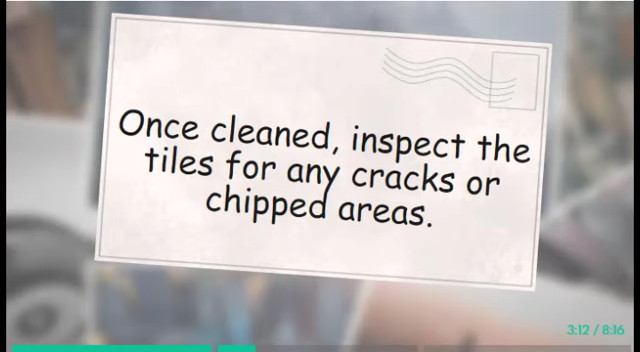 Once cleaned, inspect the
tiles for any cracks or
chipped areas.
3:12 / 8:16